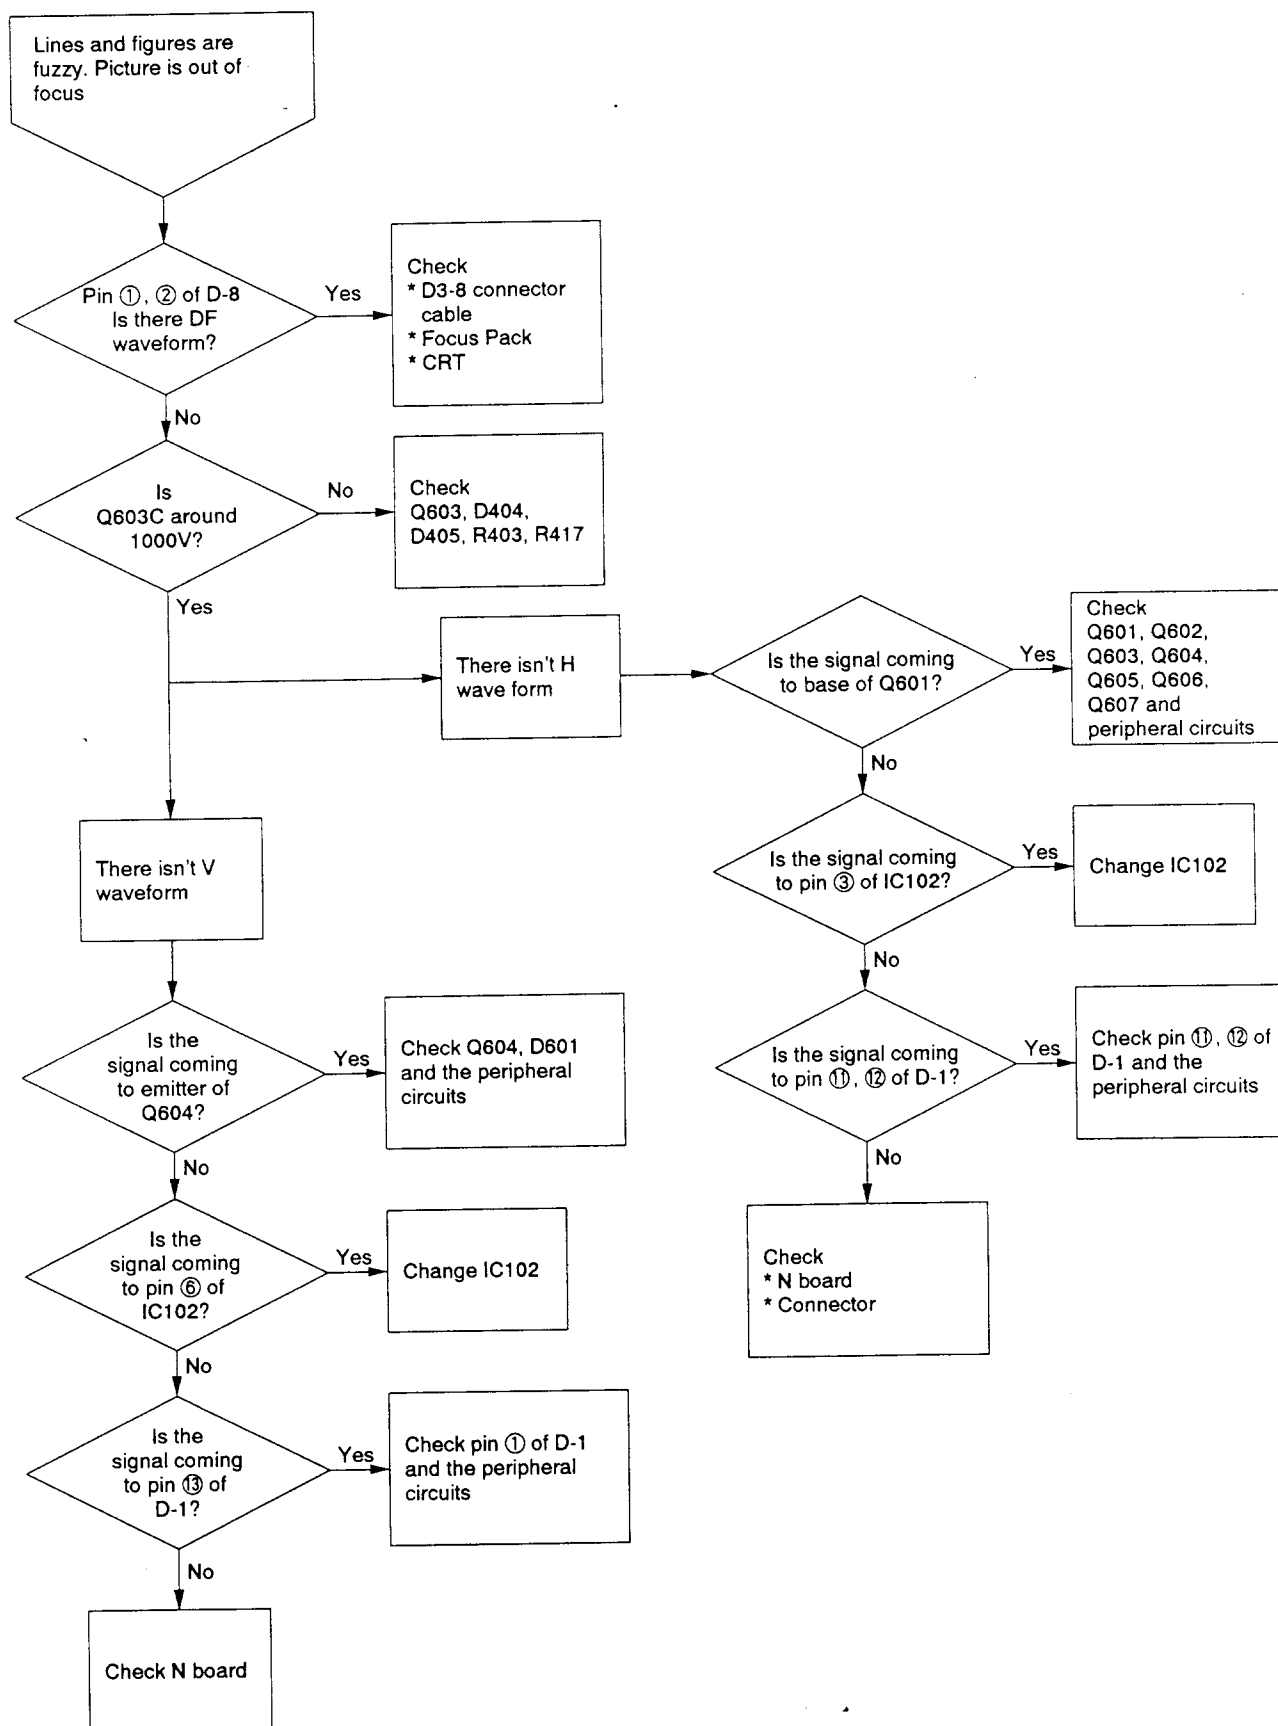 Lines and figures are
fuzzy. Picture is out of
focus
Pin ①, ② of D-8
Is there DF
waveform?
Yes
Check
* D3-8 connector
cable
* Focus Pack
* CRT
No
Is
Q603C around
1000V?
No
Check
Q603, D404,
D405, R403, R417
Yes
There isn't H
wave form
Is the signal coming
to base of Q601?
Yes
Check
Q601, Q602,
Q603, Q604,
Q605, Q606,
Q607 and
peripheral circuits
No
Is the signal coming
to pin ③ of IC102?
Yes
Change IC102
No
Is the signal coming
to pin ⑪, ⑫ of D-1?
Yes
Check pin ⑪, ⑫ of
D-1 and the
peripheral circuits
No
Check
* N board
* Connector
There isn't V
waveform
Is the
signal coming
to emitter of
Q604?
Yes
Check Q604, D601
and the peripheral
circuits
No
Is the
signal coming
to pin ⑥ of
IC102?
Yes
Change IC102
No
Is the
signal coming
to pin ⑬ of
D-1?
Yes
Check pin ① of D-1
and the peripheral
circuits
No
Check N board